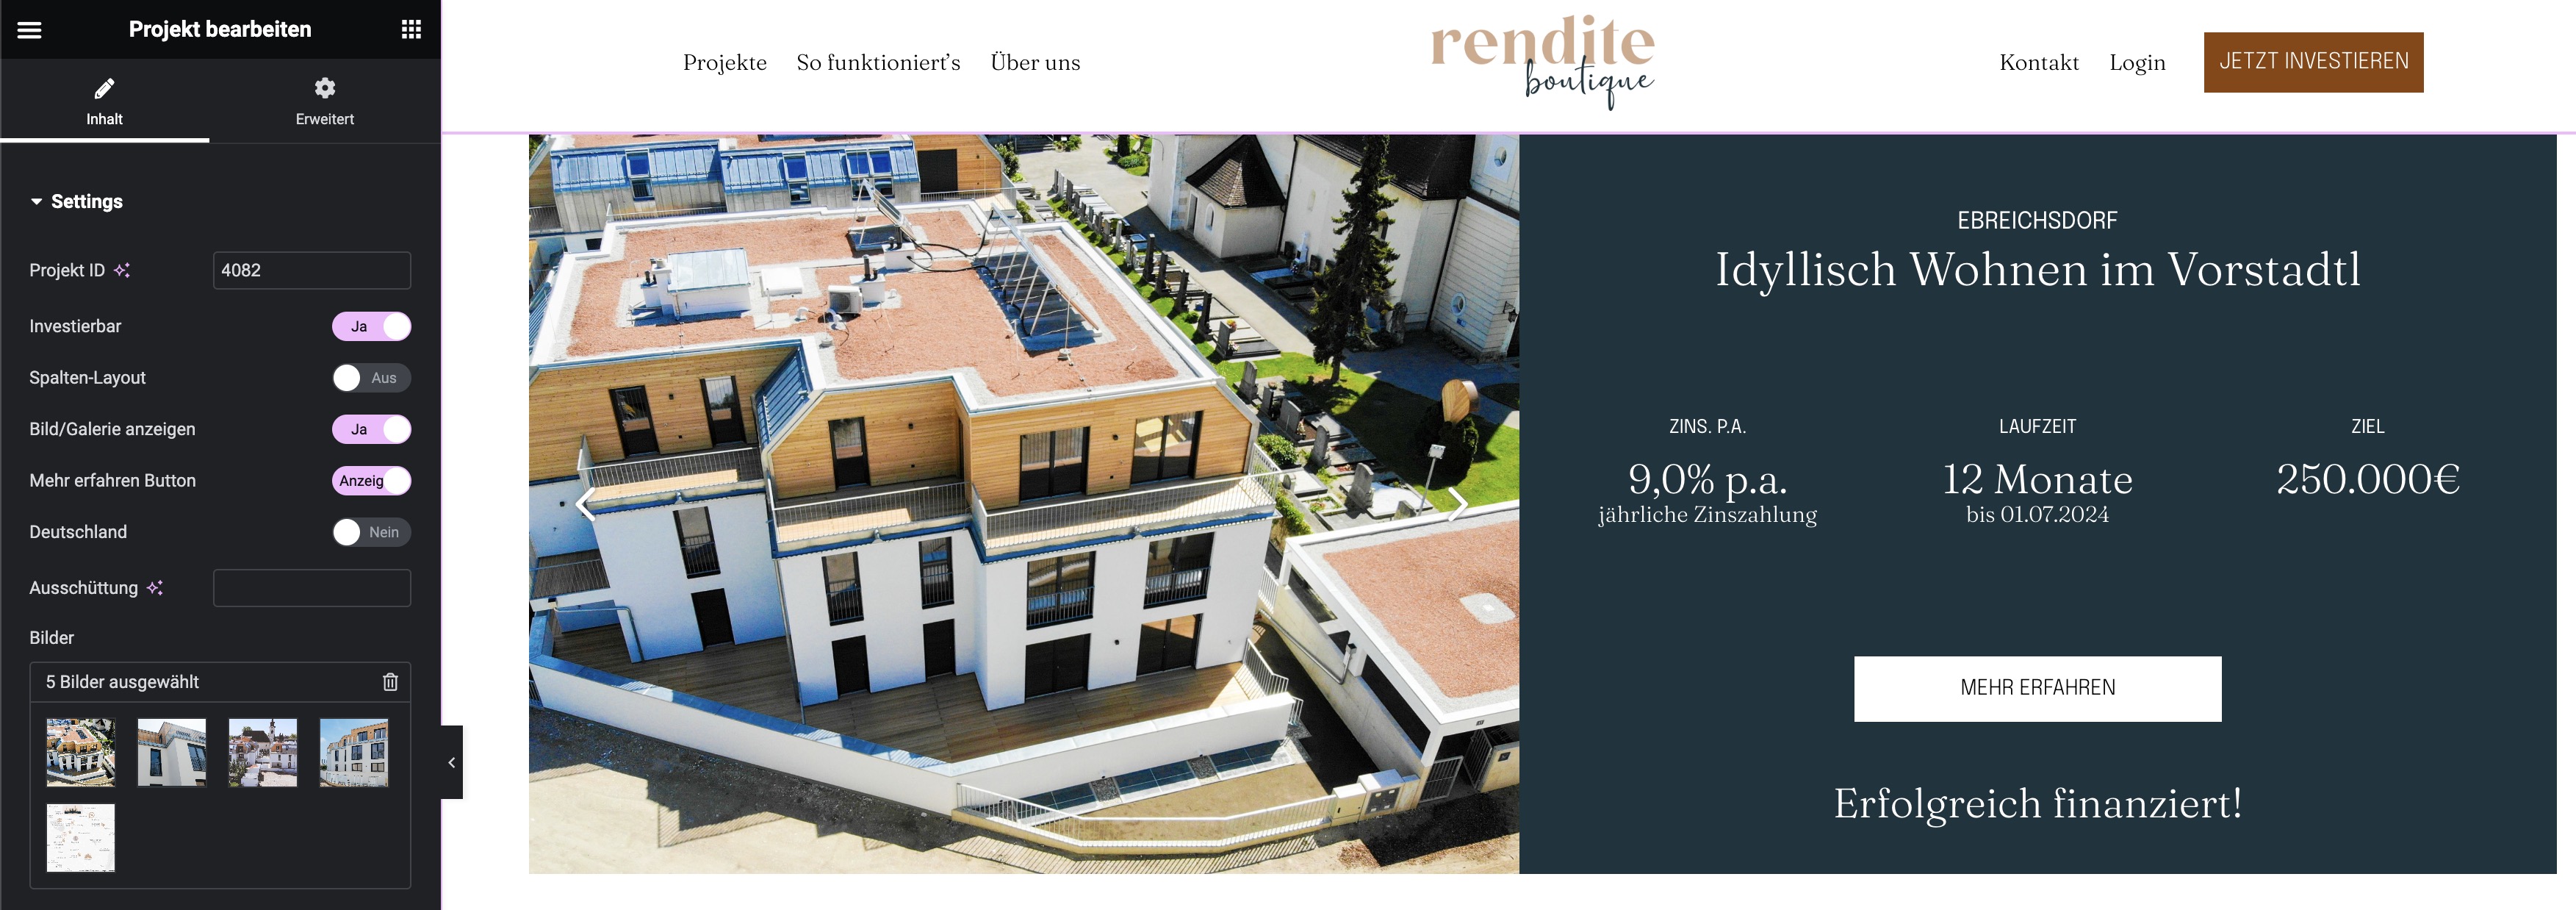 Projekt bearbeiten
Inhalt
Erweitert
Settings
Projekt ID
4082
Investierbar
Ja
Spalten-Layout
Aus
Bild/Galerie anzeigen
Ja
Mehr erfahren Button
Anzeig
Deutschland
Nein
Ausschüttung
Bilder
5 Bilder ausgewählt
Projekte
So funktioniert's
Über uns
rendite
boutique
Kontakt
Login
JETZT INVESTIEREN
EBREICHSDORF
Idyllisch Wohnen im Vorstadtl
ZINS. P.A.
9,0% p.a.
jährliche Zinszahlung
LAUFZEIT
12 Monate
bis 01.07.2024
ZIEL
250.000€
MEHR ERFAHREN
Erfolgreich finanziert!